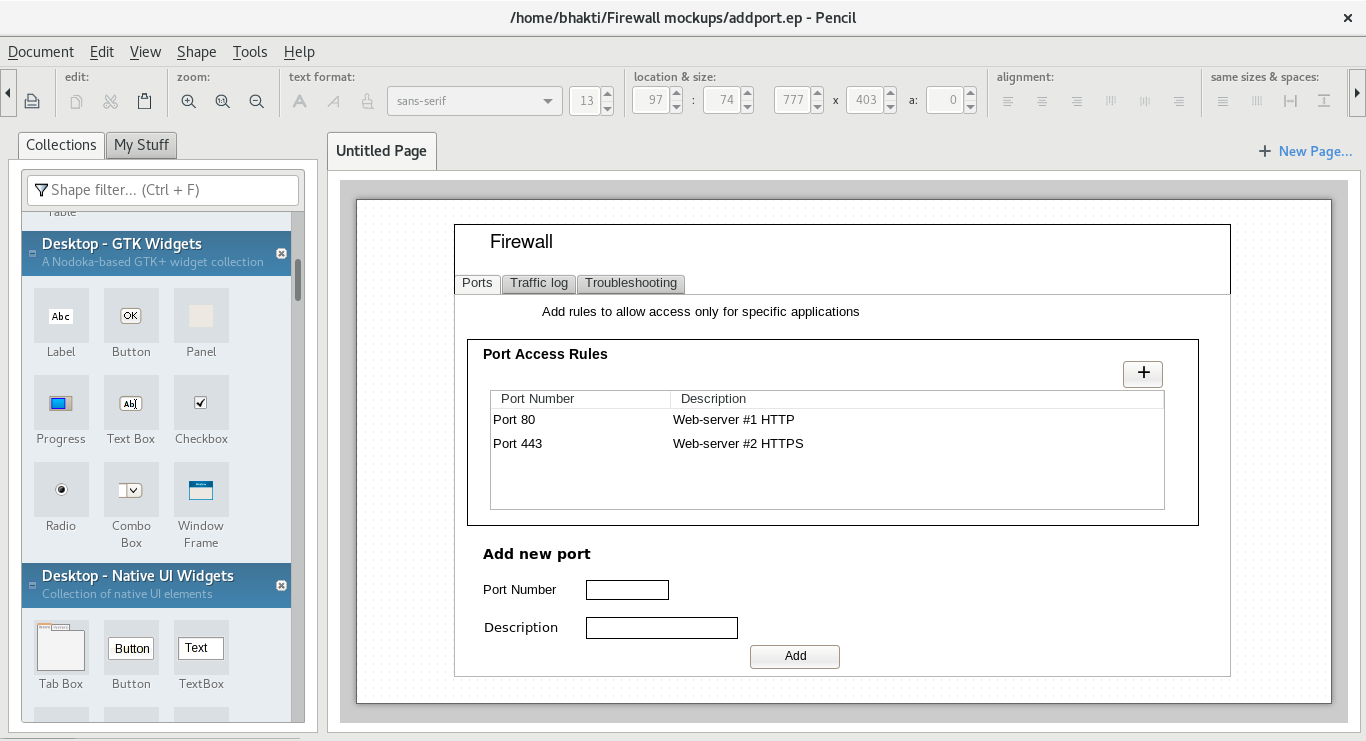 /home/bhakti/Firewall mockups/addport.ep - Pencil
Document Edit View Shape Tools Help
edit: zoom: text format: location & size: alignment: same sizes & spaces:
sans-serif 13 97 : 74 777 x 403 a: 0
Collections My Stuff
Untitled Page
New Page...
Shape filter... (Ctrl + F)
Table
Desktop - GTK Widgets
A Nodoka-based GTK+ widget collection
Abc OK
Label Button Panel
Ab
Progress Text Box Checkbox
Radio Combo Box Window Frame
Desktop - Native UI Widgets
Collection of native UI elements
Button Text
Tab Box Button TextBox
Firewall
Ports Traffic log Troubleshooting
Add rules to allow access only for specific applications
Port Access Rules
+
Port Number Description
Port 80 Web-server #1 HTTP
Port 443 Web-server #2 HTTPS
Add new port
Port Number
Description
Add